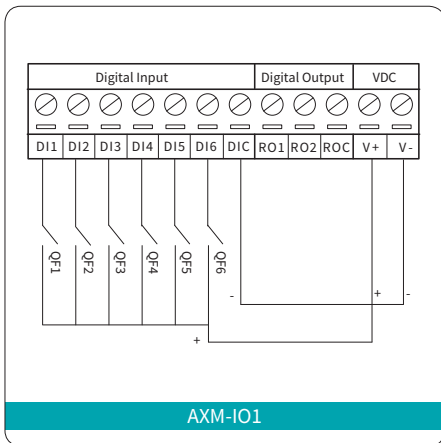 Digital Input Digital Output VDC
DI1 DI2 DI3 DI4 DI5 DI6 DIC RO1 RO2 ROC V+ V-
QF1 QF2 QF3 QF4 QF5 QF6
- + -
+
AXM-IO1